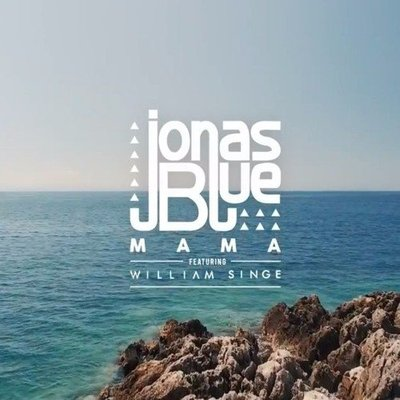 jonas
Blue
MAMA
FEATURING
WILLIAM SINGE